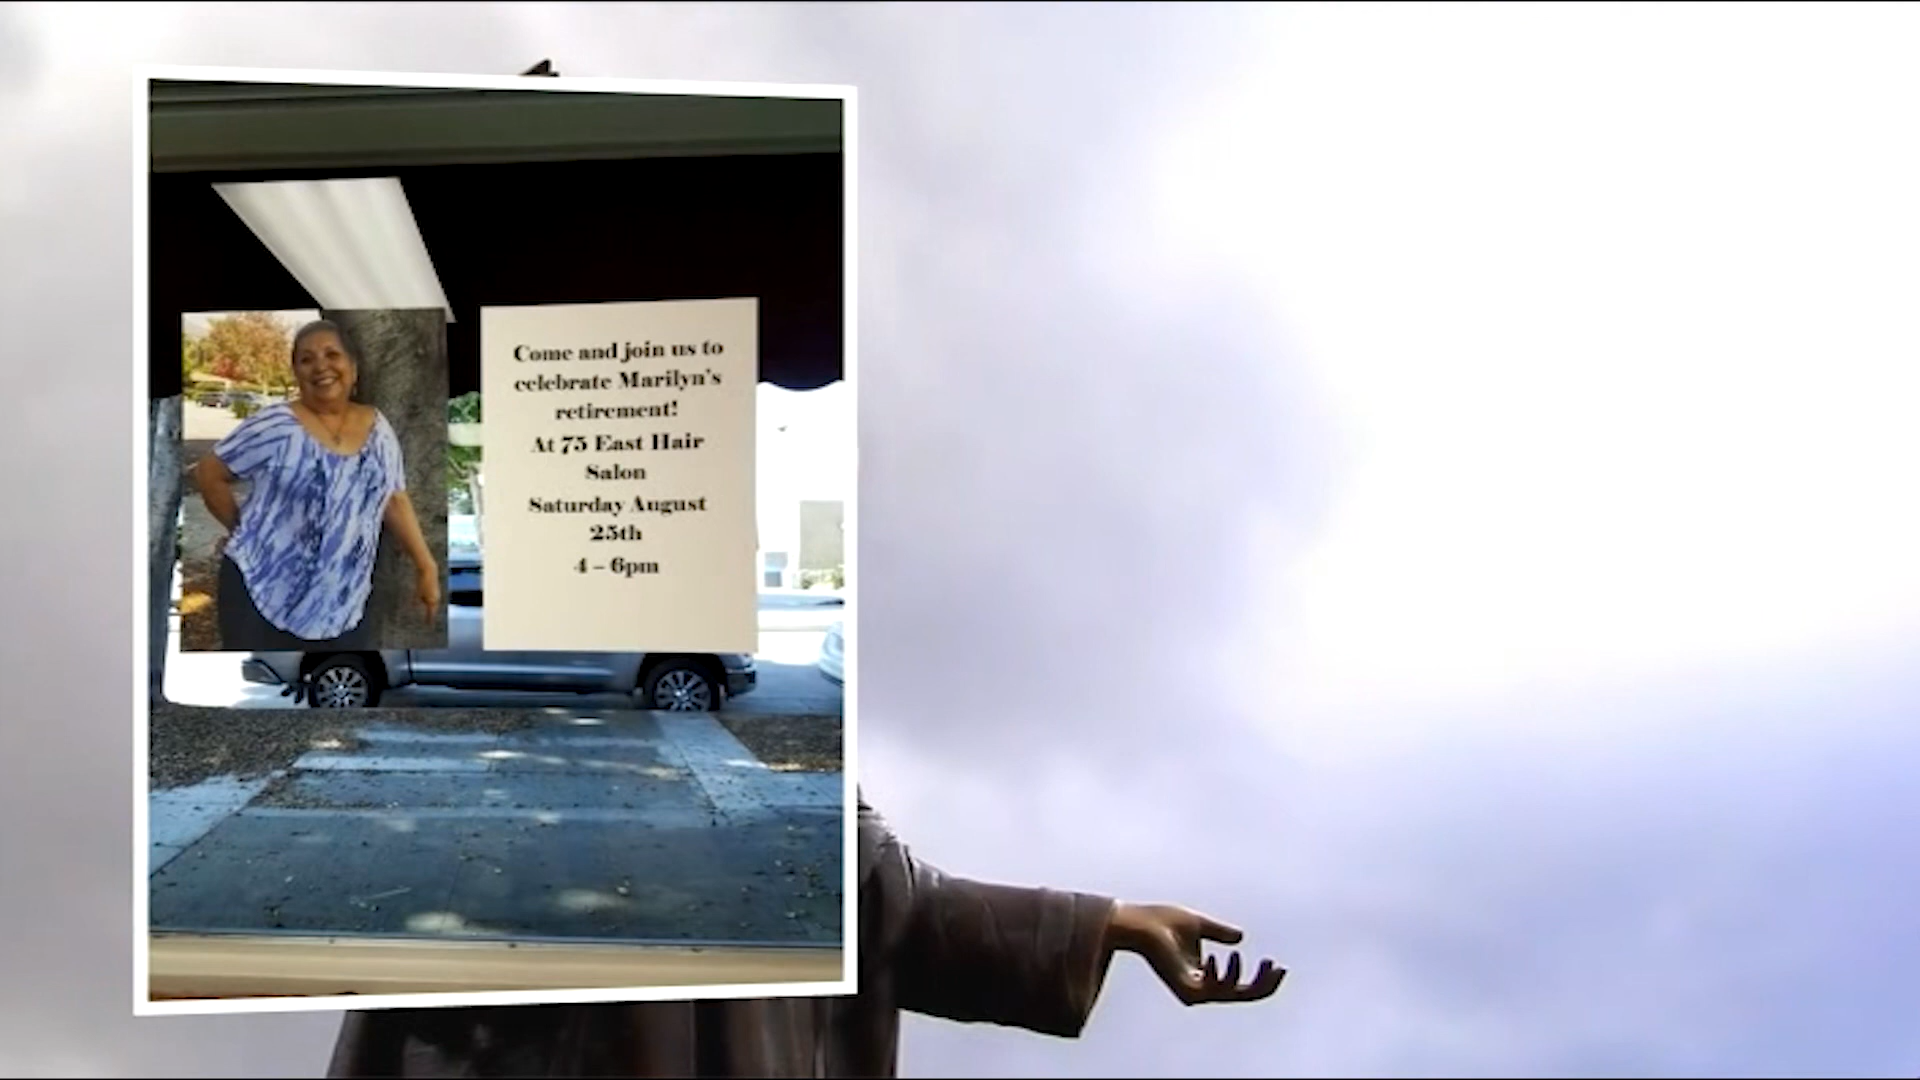 Come and join us to
celebrate Marilyn's
retirement!
At 75 East Hair
Salon
Saturday August
25th
4 – 6pm